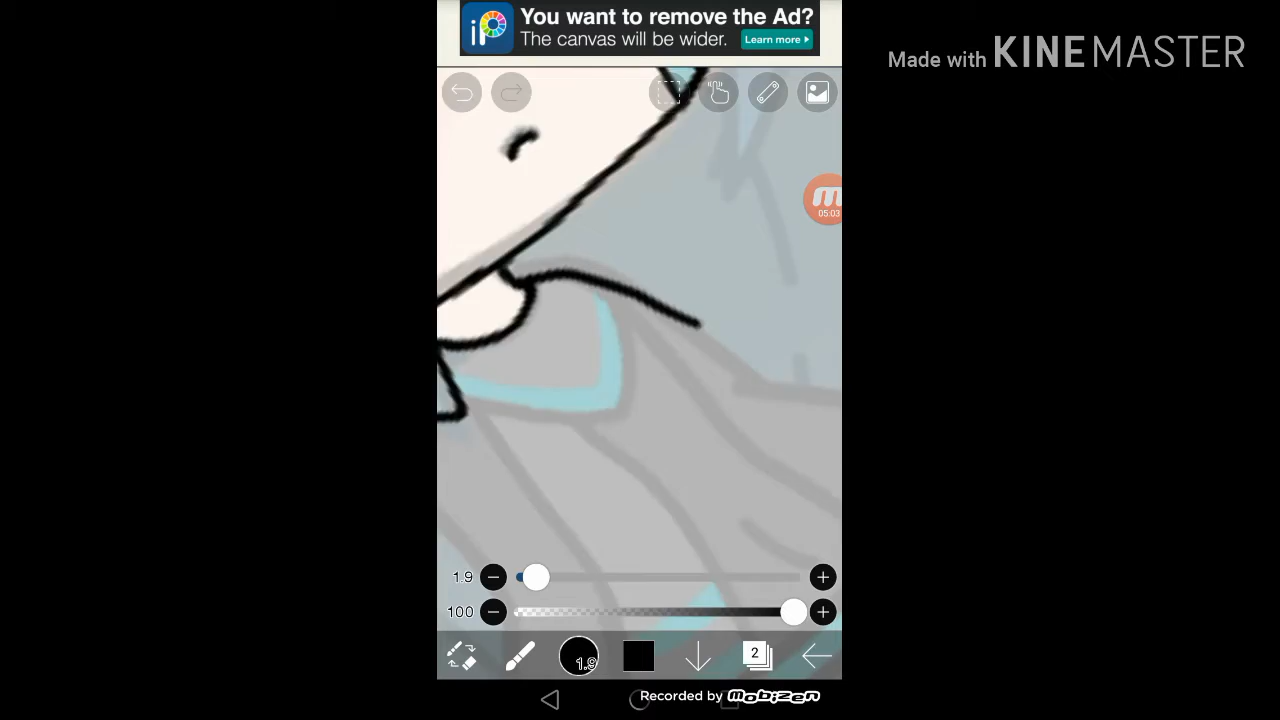 You want to remove the Ad?
The canvas will be wider.
Learn more
iP
Made with KINEMASTER
05:03
1.9
100
1.9
2
Recorded by mobizen